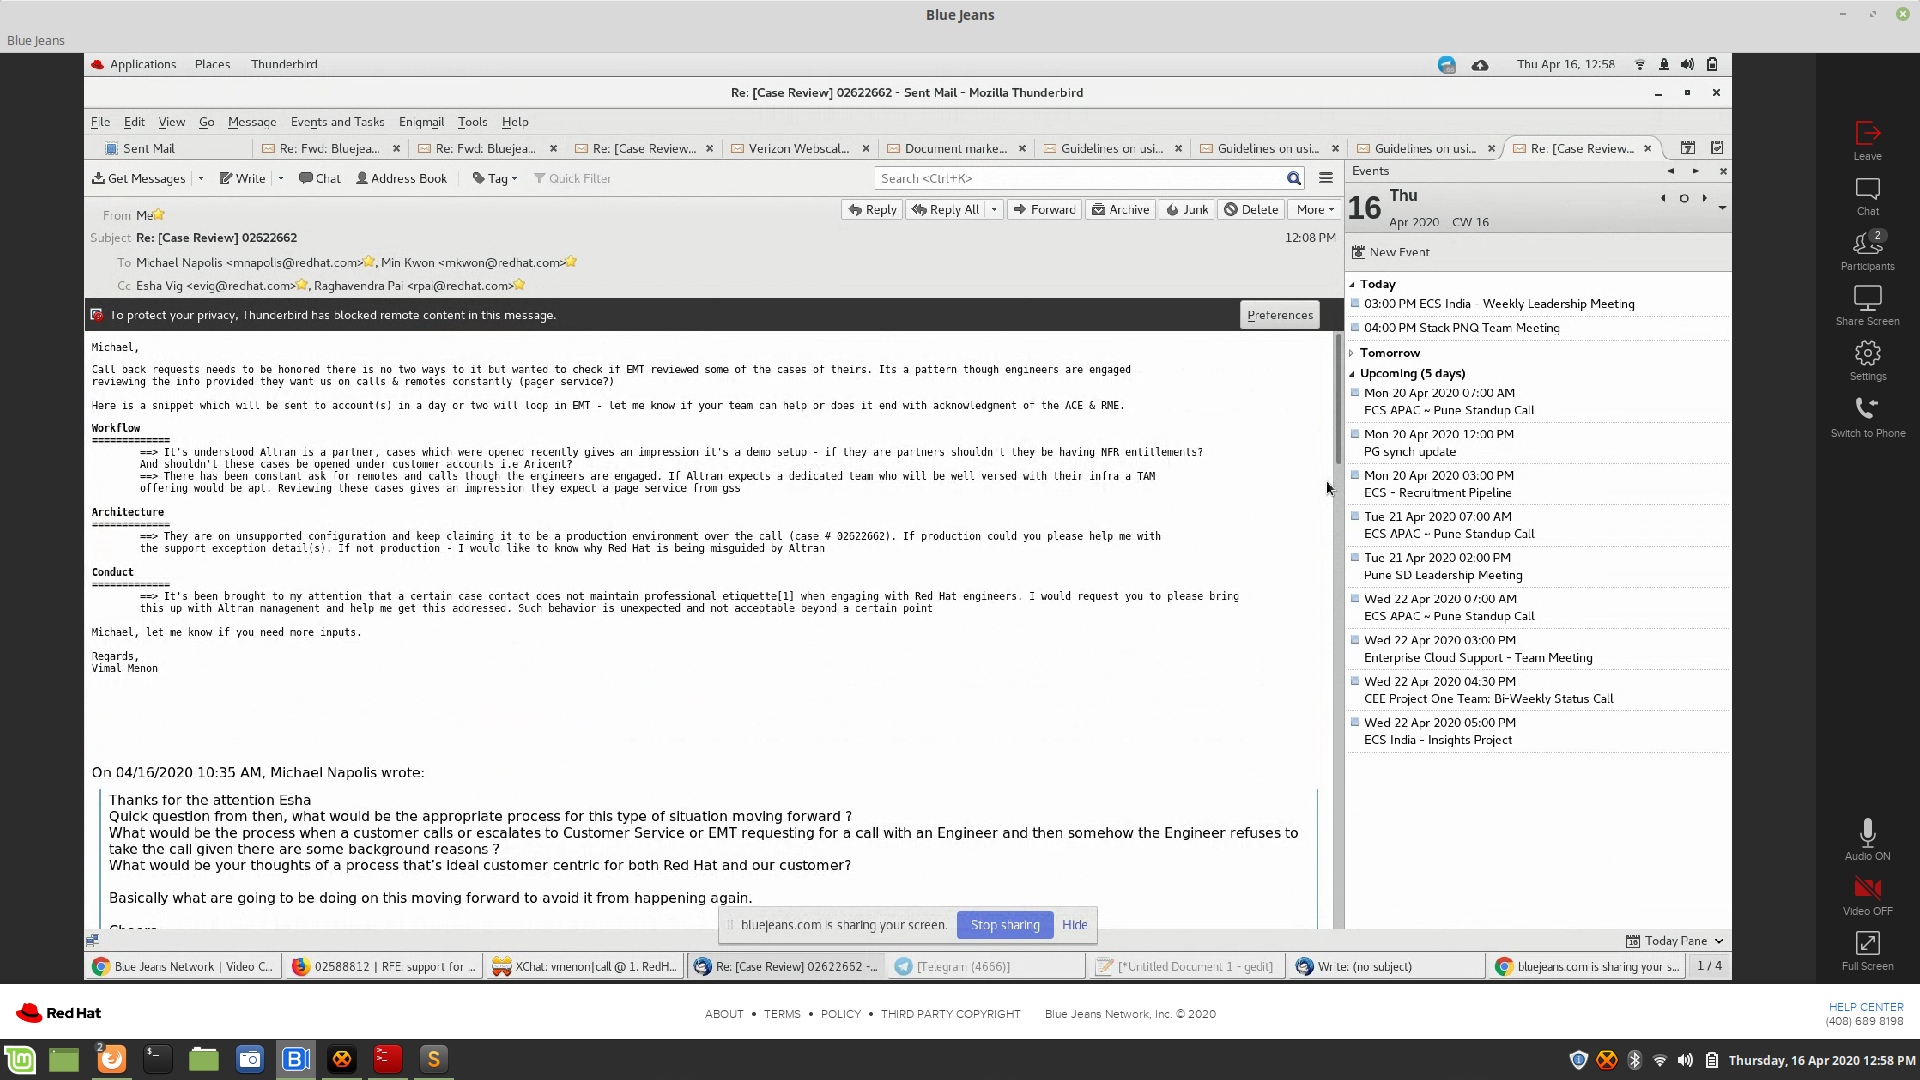 Blue Jeans
Blue Jeans
Applications Places Thunderbird Thu Apr 16, 12:58
Re: [Case Review] 02622662 - Sent Mail - Mozilla Thunderbird
File Edit View Go Message Events and Tasks Enigmail Tools Help
Sent Mail Re: Fwd: Bluejea... Re: Fwd: Bluejea... Re: [Case Review... Verizon Webscal... Document marke... Guidelines on usi... Guidelines on usi... Guidelines on usi... Re: [Case Review...
Get Messages Write Chat Address Book Tag Quick Filter Search <Ctrl+K>
Reply Reply All Forward Archive Junk Delete More
From Me
Subject Re: [Case Review] 02622662 12:08 PM
To Michael Napolis <mnapolis@redhat.com>, Min Kwon <mkwon@redhat.com>
Cc Esha Vig <evig@redhat.com>, Raghavendra Pai <rpai@redhat.com>
To protect your privacy, Thunderbird has blocked remote content in this message. Preferences
Michael,
Call back requests needs to be honored there is no two ways to it but wanted to check if EMT reviewed some of the cases of theirs. Its a pattern though engineers are engaged
reviewing the info provided they want us on calls & remotes constantly (pager service?)
Here is a snippet which will be sent to account(s) in a day or two will loop in EMT - let me know if your team can help or does it end with acknowledgment of the ACE & RME.
Workflow
=============
==> It's understood Altran is a partner, cases which were opened recently gives an impression it's a demo setup - if they are partners shouldn't they be having NFR entitlements?
And shouldn't these cases be opened under customer accounts i.e Aricent?
==> There has been constant ask for remotes and calls though the engineers are engaged. If Altran expects a dedicated team who will be well versed with their infra a TAM
offering would be apt. Reviewing these cases gives an impression they expect a page service from gss
Architecture
=============
==> They are on unsupported configuration and keep claiming it to be a production environment over the call (case # 02622662). If production could you please help me with
the support exception detail(s). If not production - I would like to know why Red Hat is being misguided by Altran
Conduct
=============
==> It's been brought to my attention that a certain case contact does not maintain professional etiquette[1] when engaging with Red Hat engineers. I would request you to please bring
this up with Altran management and help me get this addressed. Such behavior is unexpected and not acceptable beyond a certain point
Michael, let me know if you need more inputs.
Regards,
Vimal Menon
On 04/16/2020 10:35 AM, Michael Napolis wrote:
Thanks for the attention Esha
Quick question from then, what would be the appropriate process for this type of situation moving forward ?
What would be the process when a customer calls or escalates to Customer Service or EMT requesting for a call with an Engineer and then somehow the Engineer refuses to
take the call given there are some background reasons ?
What would be your thoughts of a process that's ideal customer centric for both Red Hat and our customer?
Basically what are going to be doing on this moving forward to avoid it from happening again.
Events
16 Thu
Apr 2020 CW 16
New Event
Today
03:00 PM ECS India - Weekly Leadership Meeting
04:00 PM Stack PNQ Team Meeting
Tomorrow
Upcoming (5 days)
Mon 20 Apr 2020 07:00 AM
ECS APAC ~ Pune Standup Call
Mon 20 Apr 2020 12:00 PM
PG synch update
Mon 20 Apr 2020 03:00 PM
ECS - Recruitment Pipeline
Tue 21 Apr 2020 07:00 AM
ECS APAC ~ Pune Standup Call
Tue 21 Apr 2020 02:00 PM
Pune SD Leadership Meeting
Wed 22 Apr 2020 07:00 AM
ECS APAC ~ Pune Standup Call
Wed 22 Apr 2020 03:00 PM
Enterprise Cloud Support - Team Meeting
Wed 22 Apr 2020 04:30 PM
CEE Project One Team: Bi-Weekly Status Call
Wed 22 Apr 2020 05:00 PM
ECS India - Insights Project
Today Pane
Leave
Chat
2
Participants
Share Screen
Settings
Switch to Phone
Audio ON
Video OFF
Full Screen
bluejeans.com is sharing your screen. Stop sharing Hide
Blue Jeans Network | Video C... 02588812 | RFE: support for ... XChat: vmenon|call @ 1. RedH... Re: [Case Review] 02622662 -... [Telegram (4666)] [*Untitled Document 1 - gedit] Write: (no subject) bluejeans.com is sharing your s... 1 / 4
Red Hat
ABOUT • TERMS • POLICY • THIRD PARTY COPYRIGHT Blue Jeans Network, Inc. © 2020
HELP CENTER
(408) 689 8198
2
Thursday, 16 Apr 2020 12:58 PM